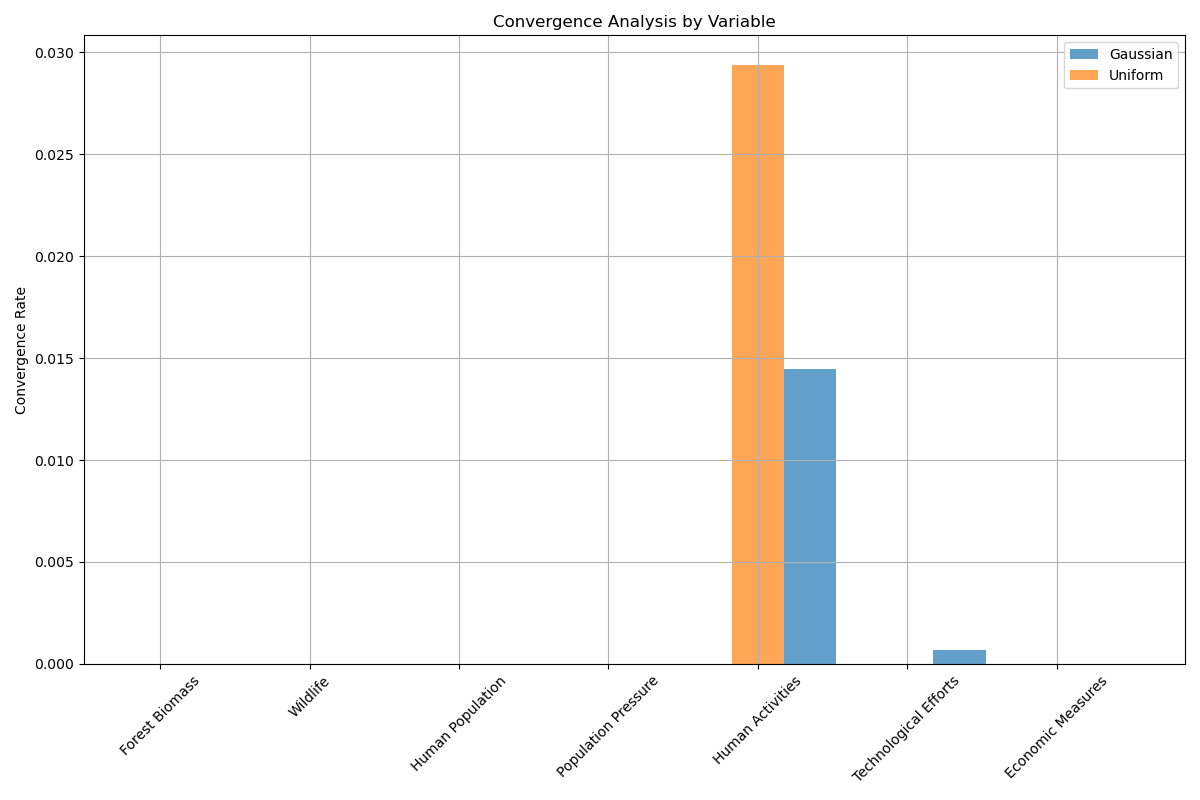 Convergence Analysis by Variable
Gaussian
Uniform
Convergence Rate
0.030
0.025
0.020
0.015
0.010
0.005
0.000
Forest Biomass
Wildlife
Human Population
Population Pressure
Human Activities
Technological Efforts
Economic Measures